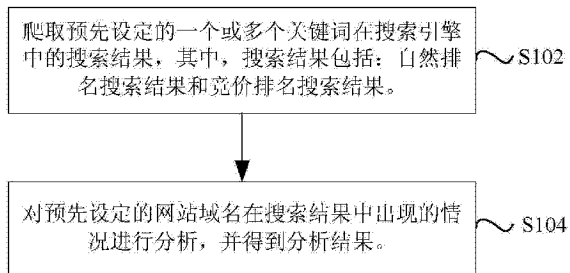 爬取预先设定的一个或多个关键词在搜索引擎
中的搜索结果，其中，搜索结果包括：自然排
名搜索结果和竞价排名搜索结果。
S102
对预先设定的网站域名在搜索结果中出现的情
况进行分析，并得到分析结果。
S104